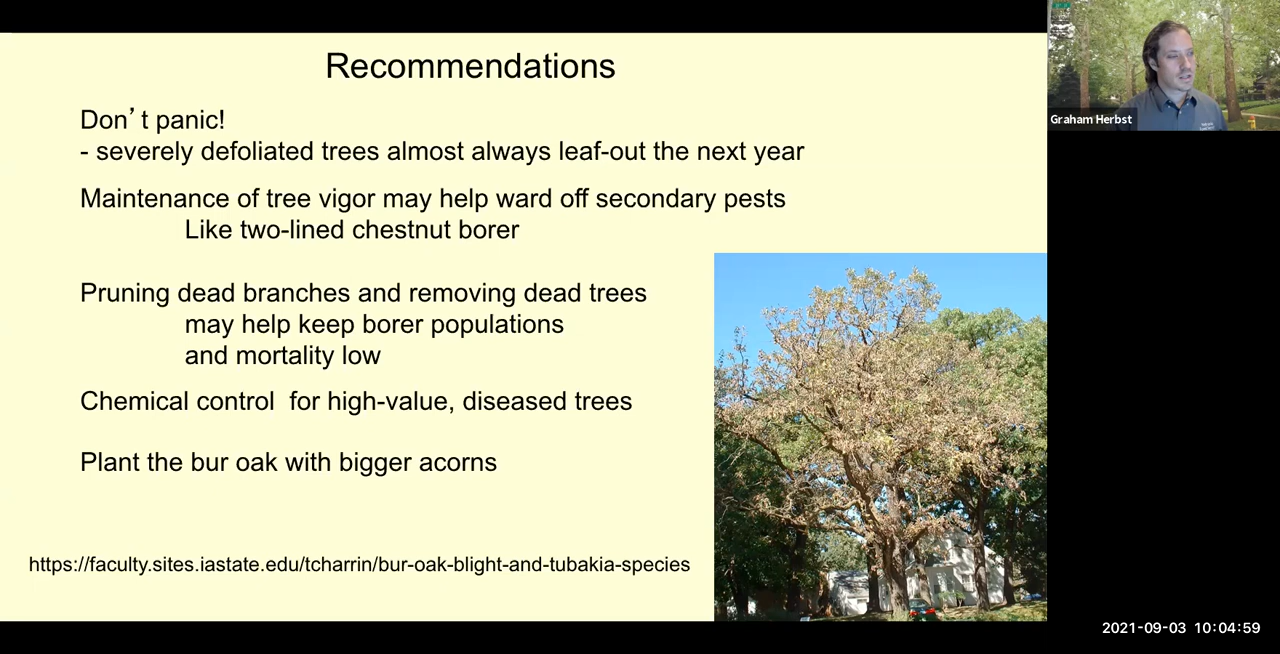 Recommendations
Don't panic!
- severely defoliated trees almost always leaf-out the next year
Maintenance of tree vigor may help ward off secondary pests
Like two-lined chestnut borer
Pruning dead branches and removing dead trees
may help keep borer populations
and mortality low
Chemical control for high-value, diseased trees
Plant the bur oak with bigger acorns
https://faculty.sites.iastate.edu/tcharrin/bur-oak-blight-and-tubakia-species
Graham Herbst
2021-09-03 10:04:59